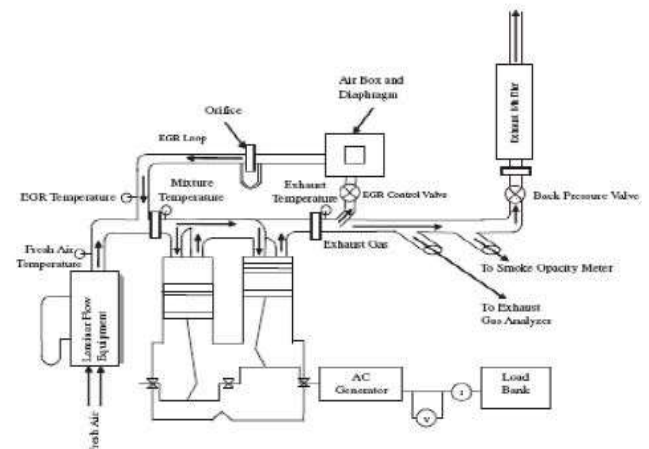 Air Box and
Diaphragm
Orifice
EGR Loop
Exhaust Muffler
EGR Temperature
Mixture
Temperature
Exhaust
Temperature
EGR Control Valve
Back Pressure Valve
Fresh Air
Temperature
Exhaust Gas
To Smoke Opacity Meter
To Exhaust
Gas Analyzer
Laminar Flow
Equipment
AC
Generator
Load
Bank
V
I
Fresh Air